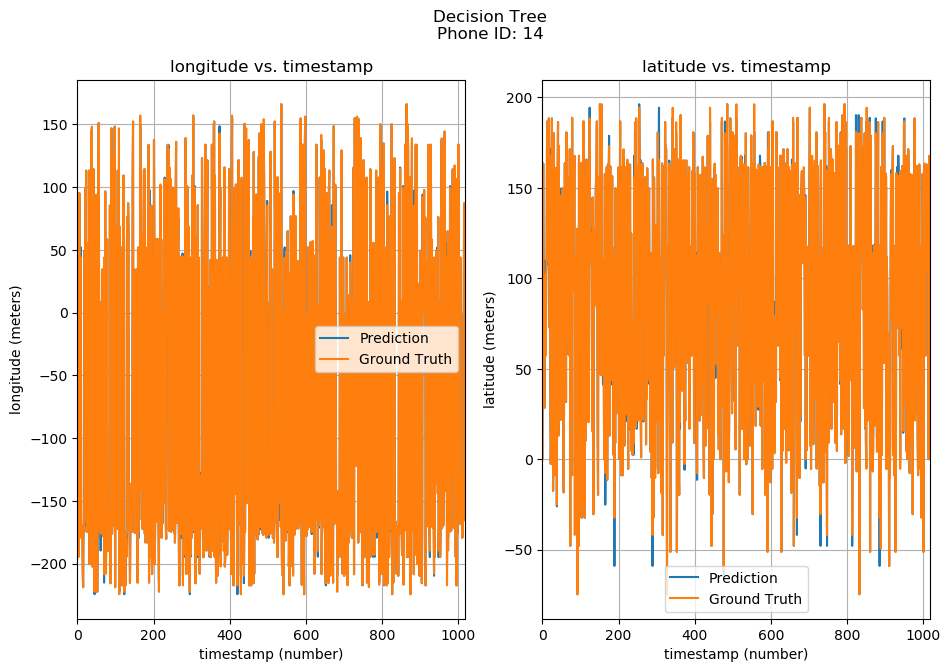 Decision Tree
Phone ID: 14
longitude vs. timestamp
longitude (meters)
150
100
50
0
−50
−100
−150
−200
Prediction
Ground Truth
0 200 400 600 800 1000
timestamp (number)
latitude vs. timestamp
latitude (meters)
200
150
100
50
0
−50
Prediction
Ground Truth
0 200 400 600 800 1000
timestamp (number)